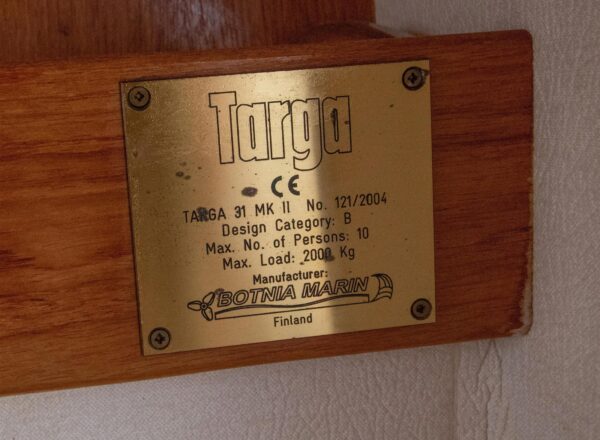 Targa
CE
TARGA 31 MK II No. 121/2004
Design Category: B
Max. No. of Persons: 10
Max. Load: 2000 Kg
Manufacturer:
BOTNIA MARIN
Finland